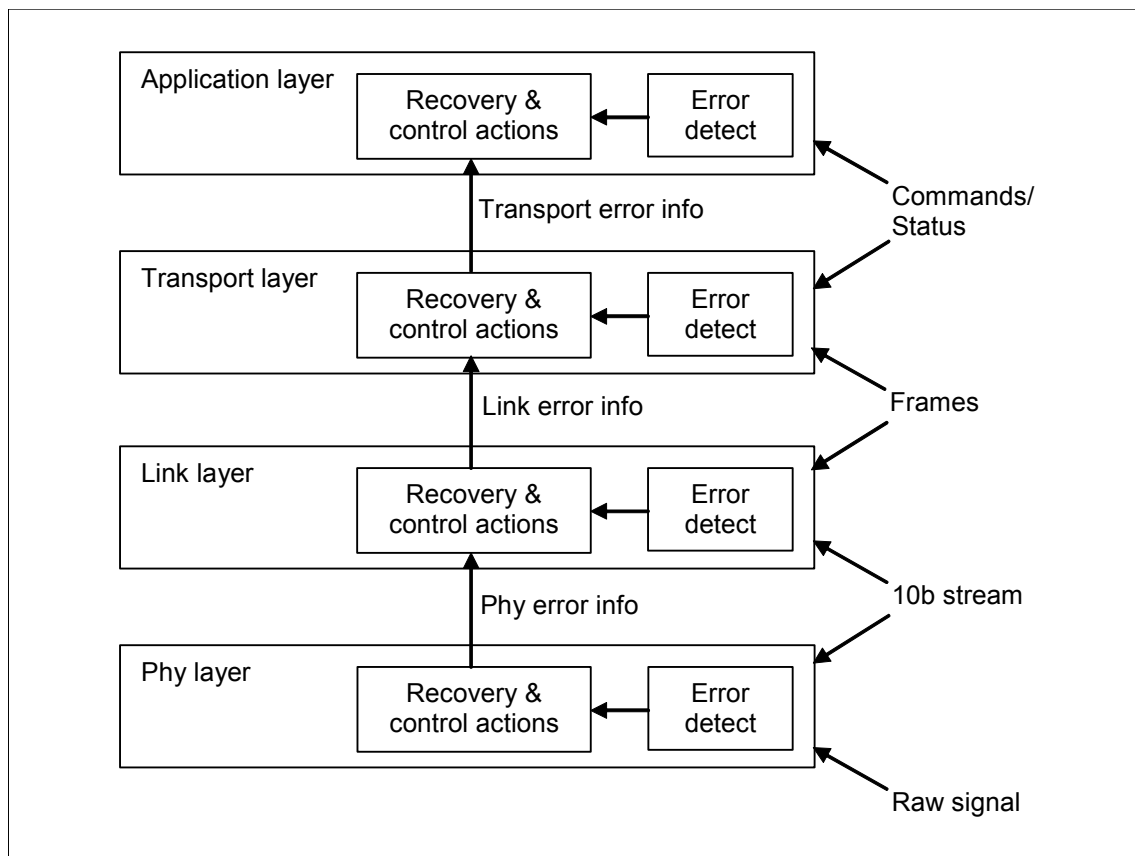 Application layer
Recovery &
control actions
Error
detect
Commands/
Status
Transport error info
Transport layer
Recovery &
control actions
Error
detect
Frames
Link error info
Link layer
Recovery &
control actions
Error
detect
10b stream
Phy error info
Phy layer
Recovery &
control actions
Error
detect
Raw signal